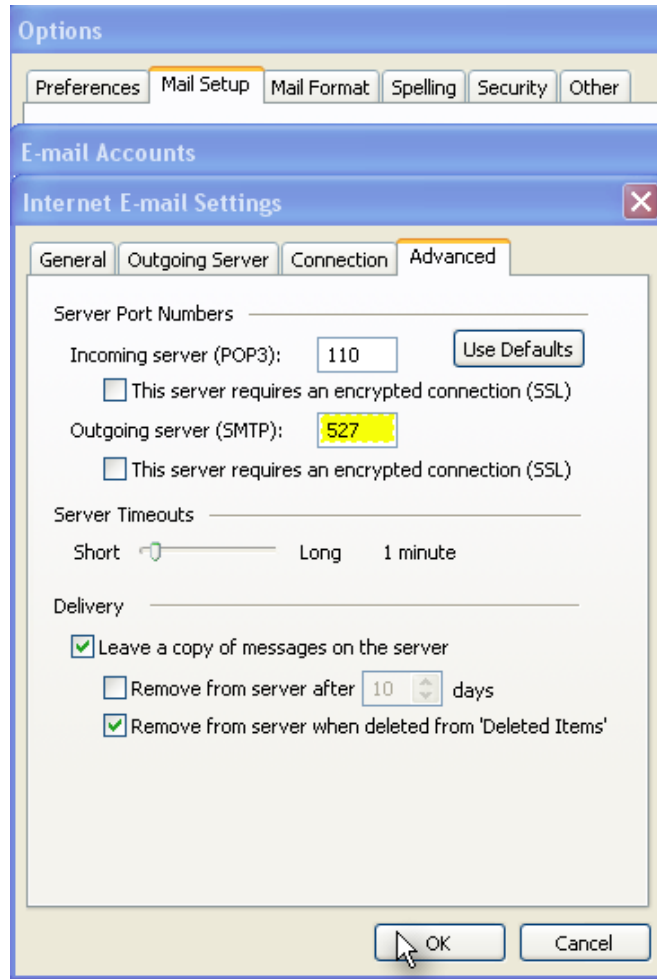 Options
Preferences Mail Setup Mail Format Spelling Security Other
E-mail Accounts
Internet E-mail Settings
General Outgoing Server Connection Advanced
Server Port Numbers
Incoming server (POP3): 110 Use Defaults
This server requires an encrypted connection (SSL)
Outgoing server (SMTP): 527
This server requires an encrypted connection (SSL)
Server Timeouts
Short Long 1 minute
Delivery
Leave a copy of messages on the server
Remove from server after 10 days
Remove from server when deleted from 'Deleted Items'
OK Cancel